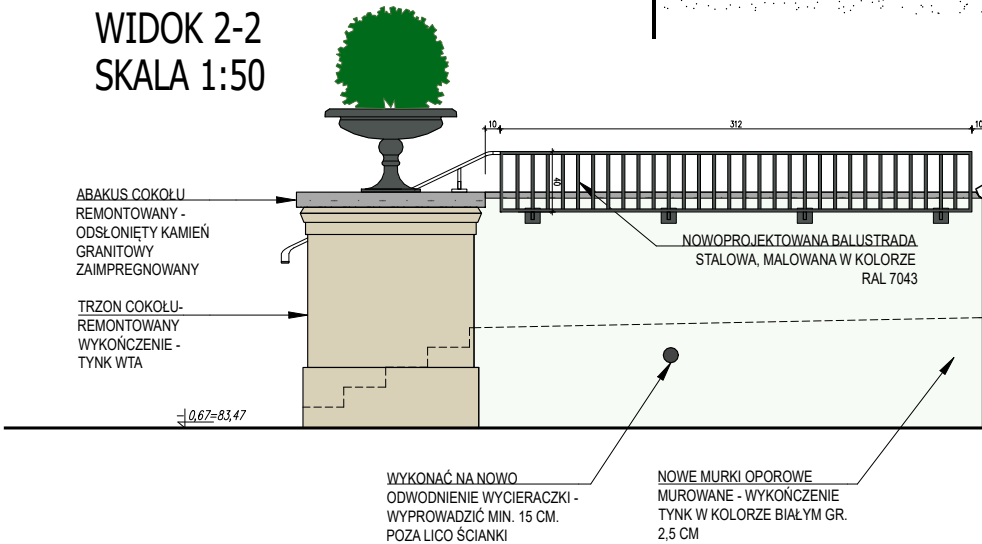 WIDOK 2-2
SKALA 1:50
10
312
10
40
ABAKUS COKOŁU
REMONTOWANY -
ODSŁONIĘTY KAMIEŃ
GRANITOWY
ZAIMPREGNOWANY
NOWOPROJEKTOWANA BALUSTRADA
STALOWA, MALOWANA W KOLORZE
RAL 7043
TRZON COKOŁU-
REMONTOWANY
WYKOŃCZENIE -
TYNK WTA
0,67=83,47
WYKONAĆ NA NOWO
ODWODNIENIE WYCIERACZKI -
WYPROWADZIĆ MIN. 15 CM.
POZA LICO ŚCIANKI
NOWE MURKI OPOROWE
MUROWANE - WYKOŃCZENIE
TYNK W KOLORZE BIAŁYM GR.
2,5 CM